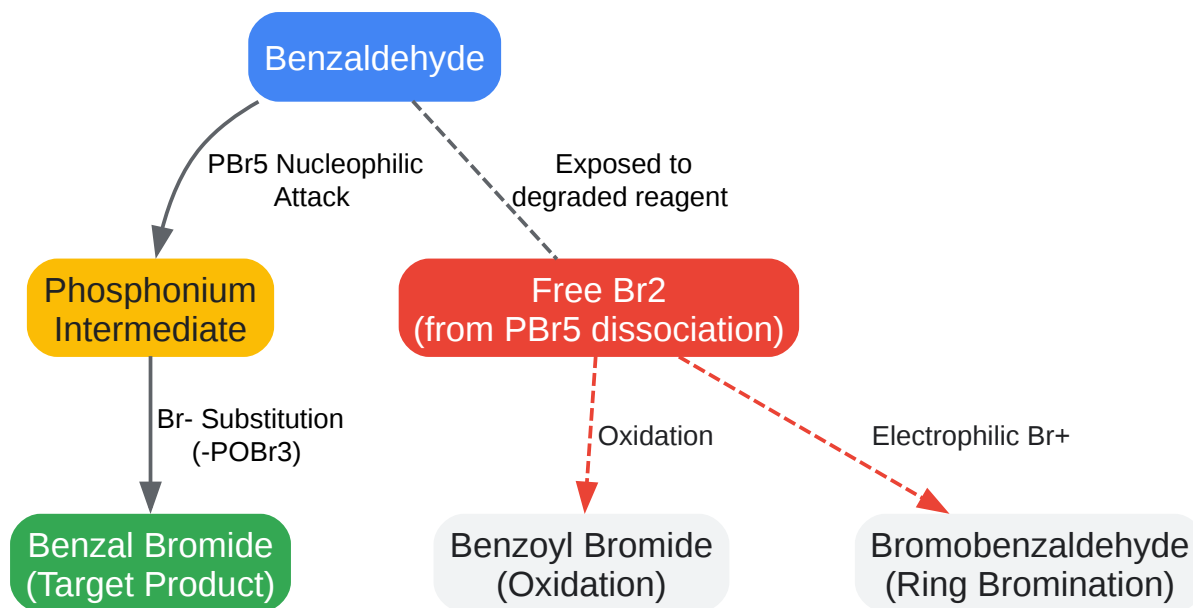 Benzaldehyde
PBr5 Nucleophilic
Attack
Exposed to
degraded reagent
Phosphonium
Intermediate
Free Br2
(from PBr5 dissociation)
Br- Substitution
(-POBr3)
Oxidation
Electrophilic Br+
Benzal Bromide
(Target Product)
Benzoyl Bromide
(Oxidation)
Bromobenzaldehyde
(Ring Bromination)